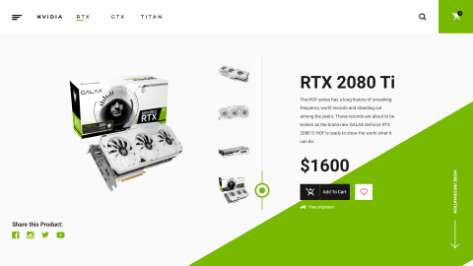 NVIDIA RTX GTX TITAN
RTX 2080 Ti
The HOF series has a long history of smashing
frequency world records and standing out
among the peers. These records are about to be
broken as the brand new GALAX GeForce RTX
2080 Ti HOF is ready to show the world what it
can do.
$1600
Add To Cart
Free shipment
MORE INFORMATION
Share this Product:
GALAX
RTX